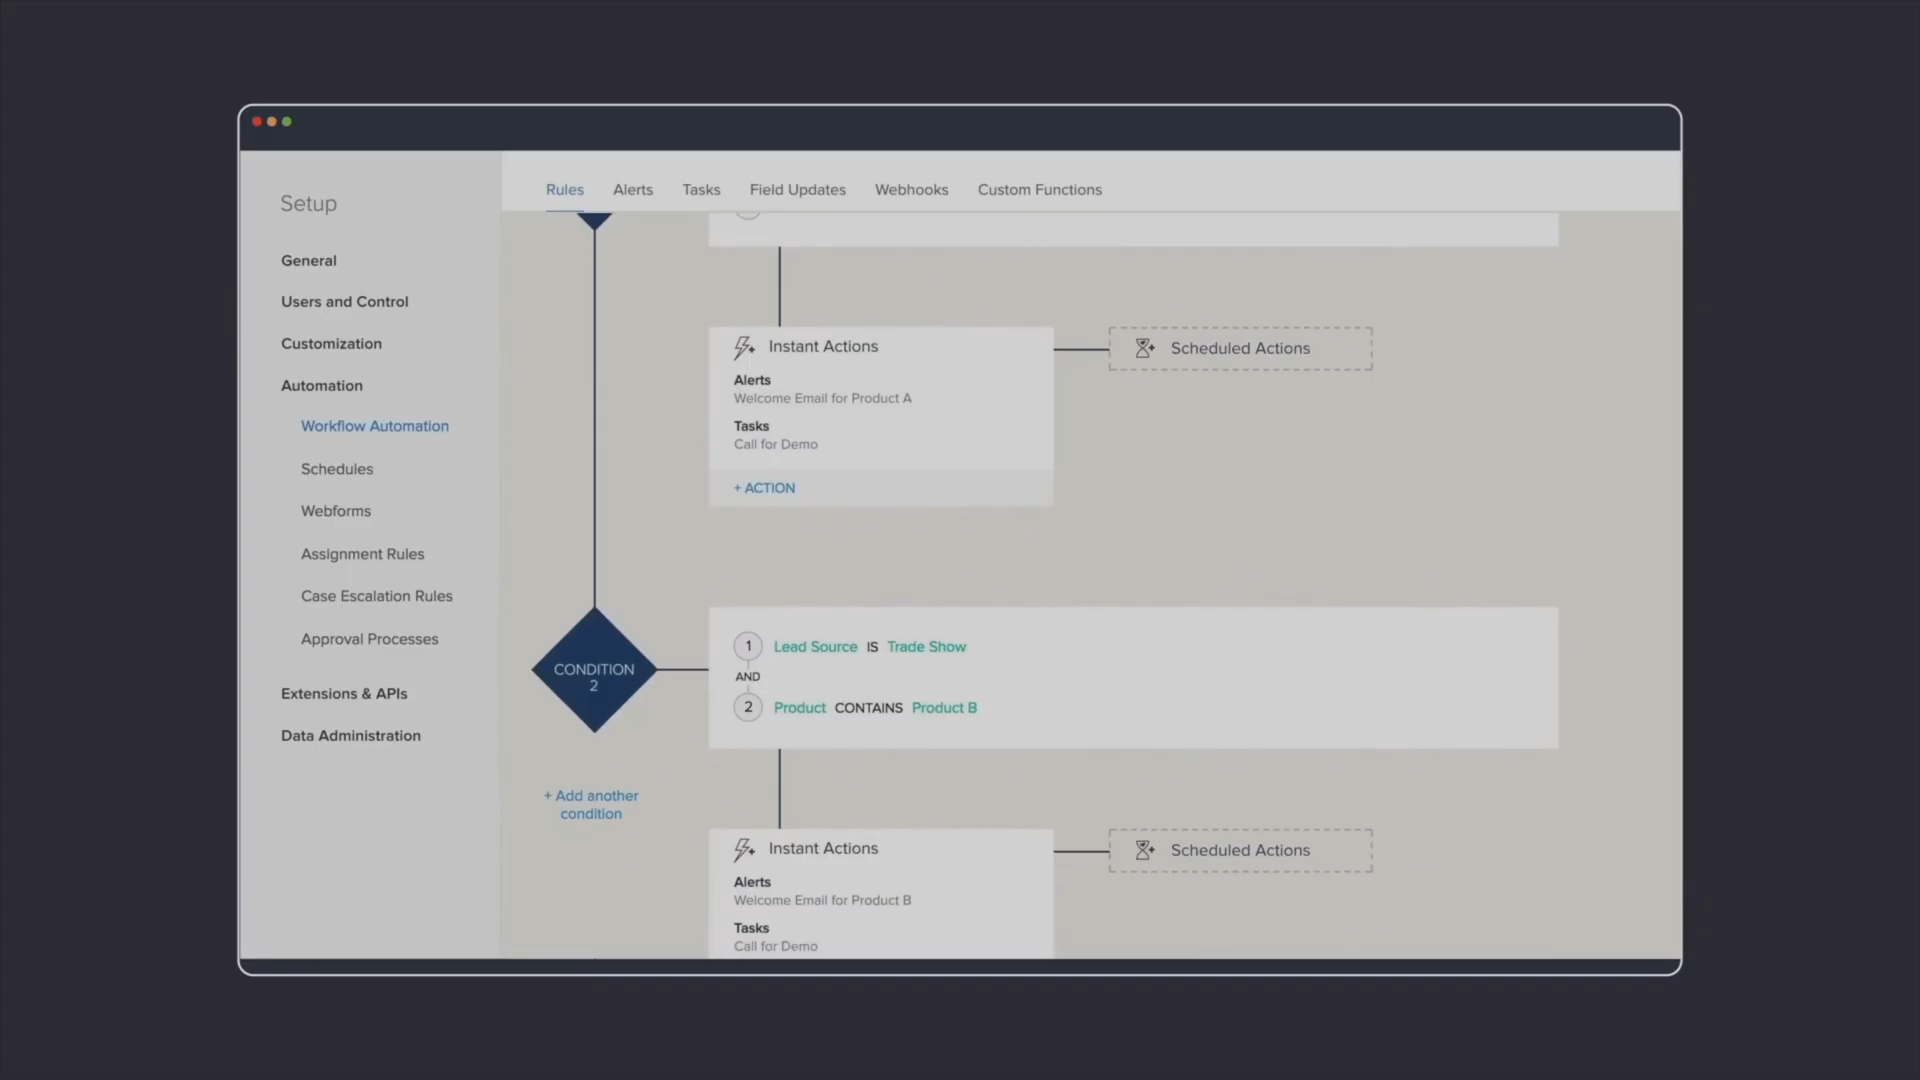 Setup
General
Users and Control
Customization
Automation
Workflow Automation
Schedules
Webforms
Assignment Rules
Case Escalation Rules
Approval Processes
Extensions & APIs
Data Administration
Rules Alerts Tasks Field Updates Webhooks Custom Functions
Instant Actions
Alerts
Welcome Email for Product A
Tasks
Call for Demo
+ ACTION
Scheduled Actions
CONDITION
2
1 Lead Source IS Trade Show
AND
2 Product CONTAINS Product B
+ Add another
condition
Instant Actions
Alerts
Welcome Email for Product B
Tasks
Call for Demo
Scheduled Actions